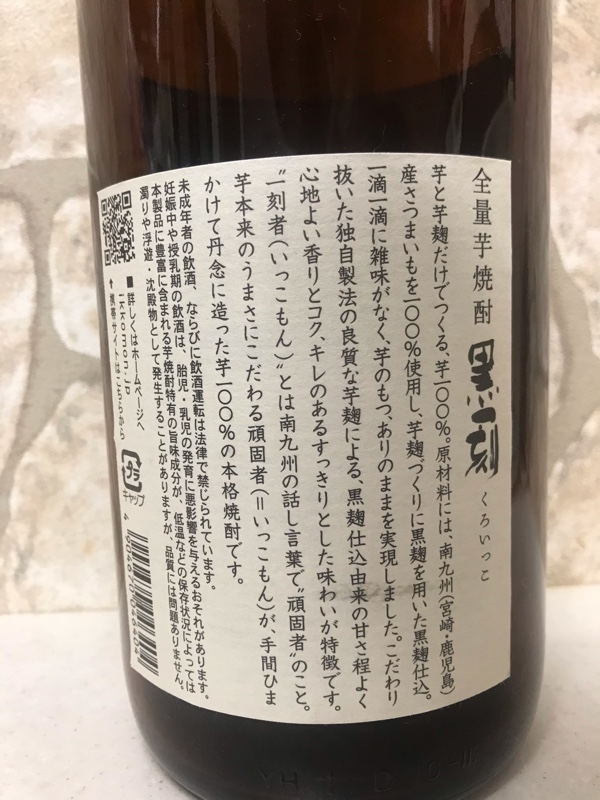 全量芋焼酎 黒一刻 くろいっこ
芋と芋麹だけでつくる、芋一〇〇%。原材料には、南九州(宮崎・鹿児島)
産さつまいもを一〇〇%使用し、芋麹づくりに黒麹を用いた黒麹仕込。
一滴一滴に雑味がなく、芋のもつ、ありのままを実現しました。こだわり
抜いた独自製法の良質な芋麹による、黒麹仕込由来の甘さ程よく
心地よい香りとコク、キレのあるすっきりとした味わいが特徴です。
“一刻者(いっこもん)”とは南九州の話し言葉で“頑固者”のこと。
芋本来のうまさにこだわる頑固者(=いっこもん)が、手間ひま
かけて丹念に造った芋一〇〇%の本格焼酎です。
未成年者の飲酒、ならびに飲酒運転は法律で禁じられています。
妊娠中や授乳期の飲酒は、胎児・乳児の発育に悪影響を与えるおそれがあります。
本製品に豊富に含まれる芋焼酎特有の旨味成分が、低温などの保存状況によっては
濁りや浮遊・沈殿物として発生することがありますが、品質には問題ありません。
■詳しくはホームページへ
ikkomon.jp
↑携帯サイトはこちらから
プラ
キャップ
4 904670 046404